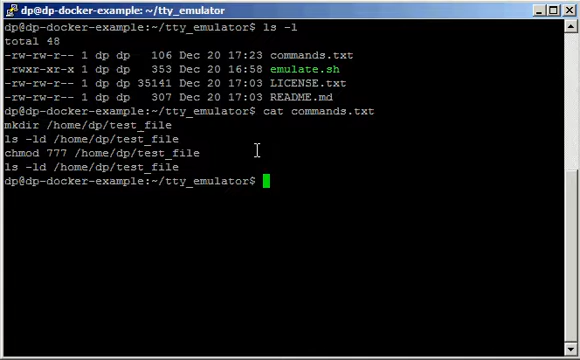 dp@dp-docker-example: ~/tty_emulator
dp@dp-docker-example:~/tty_emulator$ ls -l
total 48
-rw-rw-r-- 1 dp dp   106 Dec 20 17:23 commands.txt
-rwxr-xr-x 1 dp dp   353 Dec 20 16:58 emulate.sh
-rw-rw-r-- 1 dp dp 35141 Dec 20 17:03 LICENSE.txt
-rw-rw-r-- 1 dp dp   307 Dec 20 17:03 README.md
dp@dp-docker-example:~/tty_emulator$ cat commands.txt
mkdir /home/dp/test_file
ls -ld /home/dp/test_file
chmod 777 /home/dp/test_file
ls -ld /home/dp/test_file
dp@dp-docker-example:~/tty_emulator$